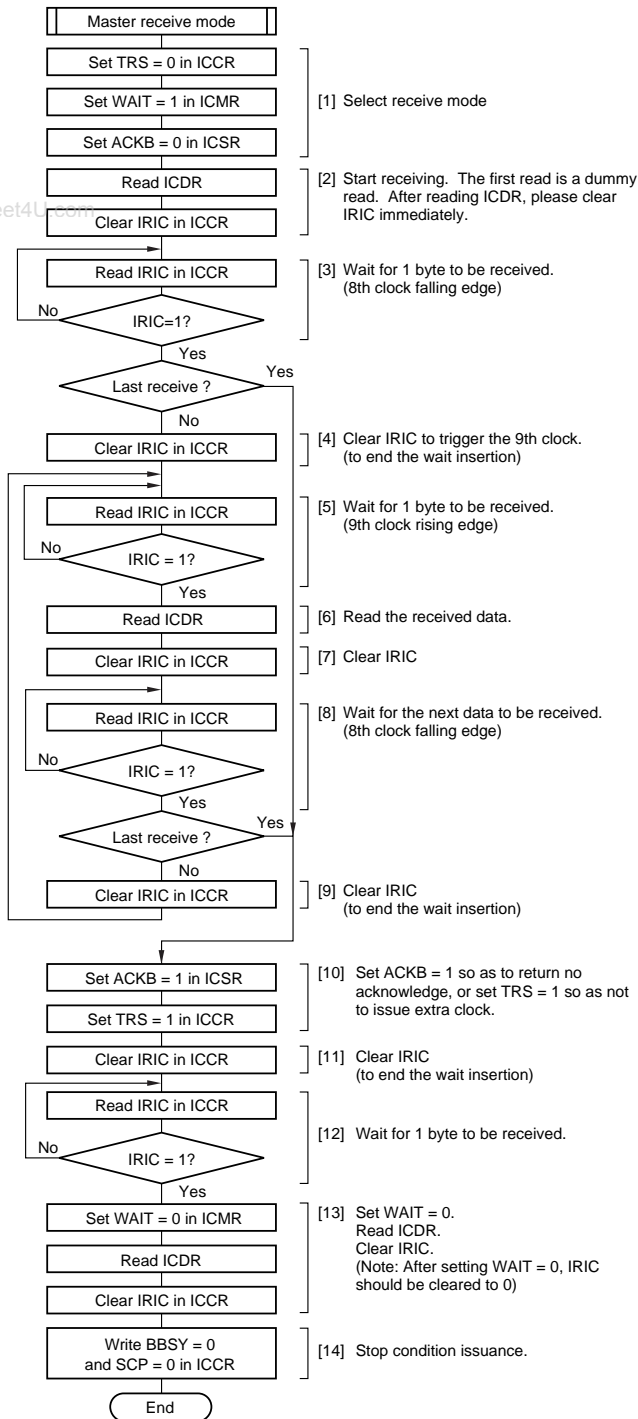 Master receive mode
Set TRS = 0 in ICCR
Set WAIT = 1 in ICMR
[1] Select receive mode
Set ACKB = 0 in ICSR
Read ICDR
[2] Start receiving. The first read is a dummy
read. After reading ICDR, please clear
IRIC immediately.
eet4U.com
Clear IRIC in ICCR
Read IRIC in ICCR
[3] Wait for 1 byte to be received.
(8th clock falling edge)
No
IRIC=1?
Yes
Last receive ?
Yes
No
Clear IRIC in ICCR
[4] Clear IRIC to trigger the 9th clock.
(to end the wait insertion)
Read IRIC in ICCR
[5] Wait for 1 byte to be received.
(9th clock rising edge)
No
IRIC = 1?
Yes
Read ICDR
[6] Read the received data.
Clear IRIC in ICCR
[7] Clear IRIC
Read IRIC in ICCR
[8] Wait for the next data to be received.
(8th clock falling edge)
No
IRIC = 1?
Yes
Last receive ?
Yes
No
Clear IRIC in ICCR
[9] Clear IRIC
(to end the wait insertion)
Set ACKB = 1 in ICSR
[10] Set ACKB = 1 so as to return no
acknowledge, or set TRS = 1 so as not
to issue extra clock.
Set TRS = 1 in ICCR
Clear IRIC in ICCR
[11] Clear IRIC
(to end the wait insertion)
Read IRIC in ICCR
[12] Wait for 1 byte to be received.
No
IRIC = 1?
Yes
Set WAIT = 0 in ICMR
[13] Set WAIT = 0.
Read ICDR.
Clear IRIC.
(Note: After setting WAIT = 0, IRIC
should be cleared to 0)
Read ICDR
Clear IRIC in ICCR
Write BBSY = 0
and SCP = 0 in ICCR
[14] Stop condition issuance.
End